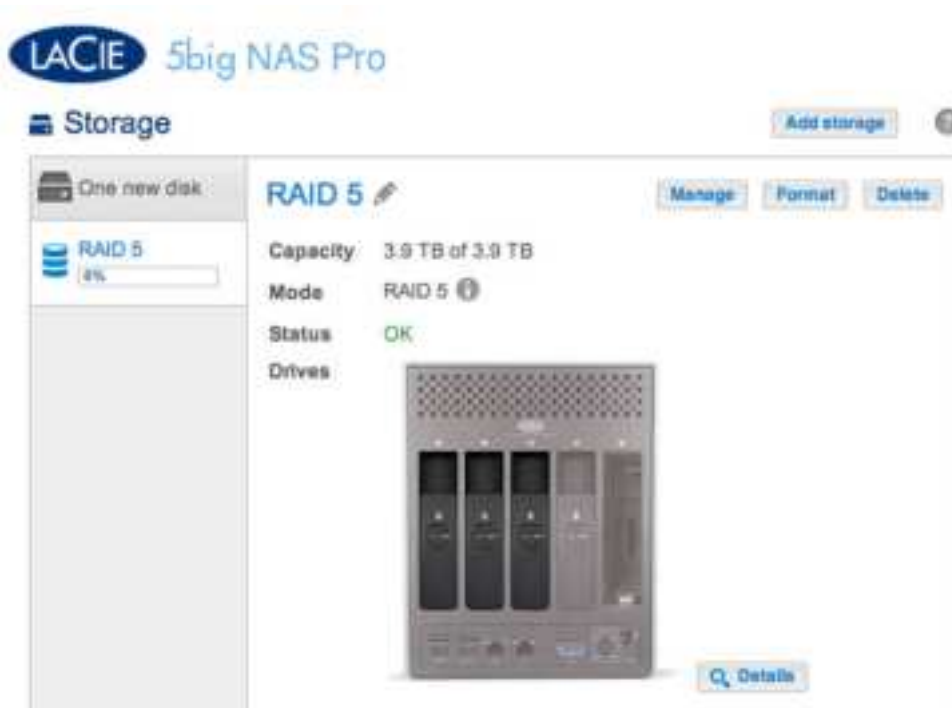 LACIE 5big NAS Pro
Storage
Add storage
One new disk
RAID 5
RAID 5
Manage
Format
Delete
Capacity 3.9 TB of 3.9 TB
Mode RAID 5
Status OK
Drives
Details